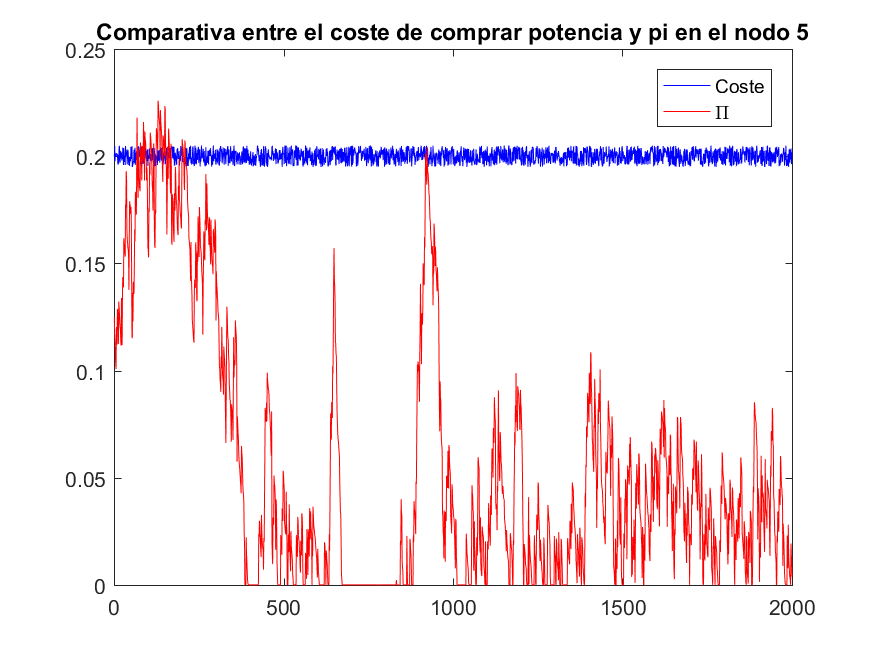 Comparativa entre el coste de comprar potencia y pi en el nodo 5
0.25
Coste
Π
0.2
0.15
0.1
0.05
0
0 500 1000 1500 2000